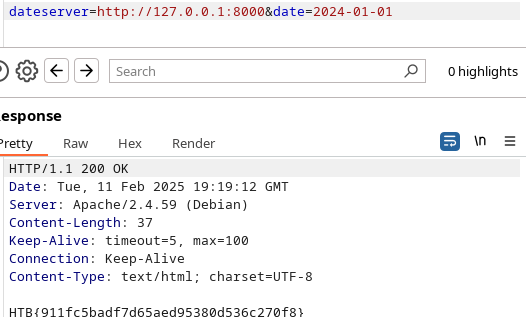 dateserver=http://127.0.0.1:8000&date=2024-01-01
Search
0 highlights
esponse
Pretty Raw Hex Render \n
HTTP/1.1 200 OK
Date: Tue, 11 Feb 2025 19:19:12 GMT
Server: Apache/2.4.59 (Debian)
Content-Length: 37
Keep-Alive: timeout=5, max=100
Connection: Keep-Alive
Content-Type: text/html; charset=UTF-8
HTB{911fc5badf7d65aed95380d536c270f8}